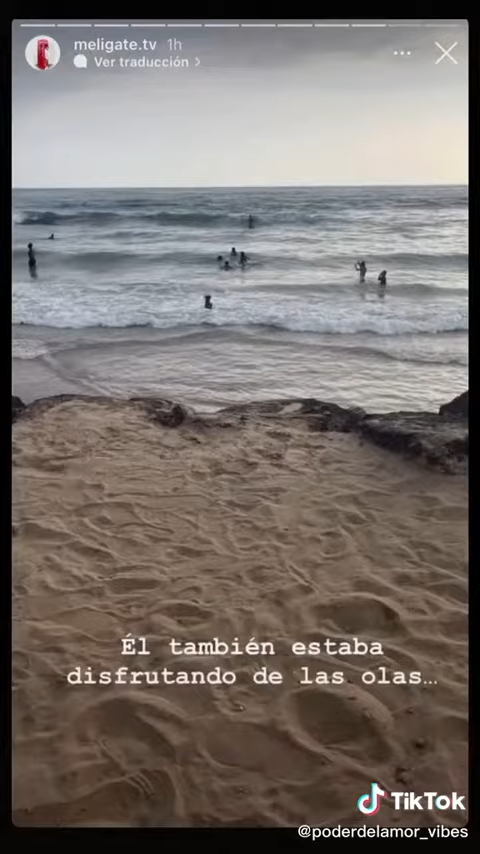 meligate.tv 1h
Ver traducción >
Él también estaba
disfrutando de las olas...
TikTok
@poderdelamor_vibes